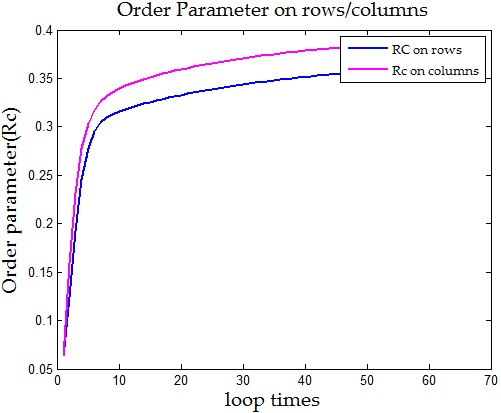 Order Parameter on rows/columns
0.4
0.35
0.3
0.25
0.2
0.15
0.1
0.05
Order parameter(Rc)
RC on rows
Rc on columns
0 10 20 30 40 50 60 70
loop times